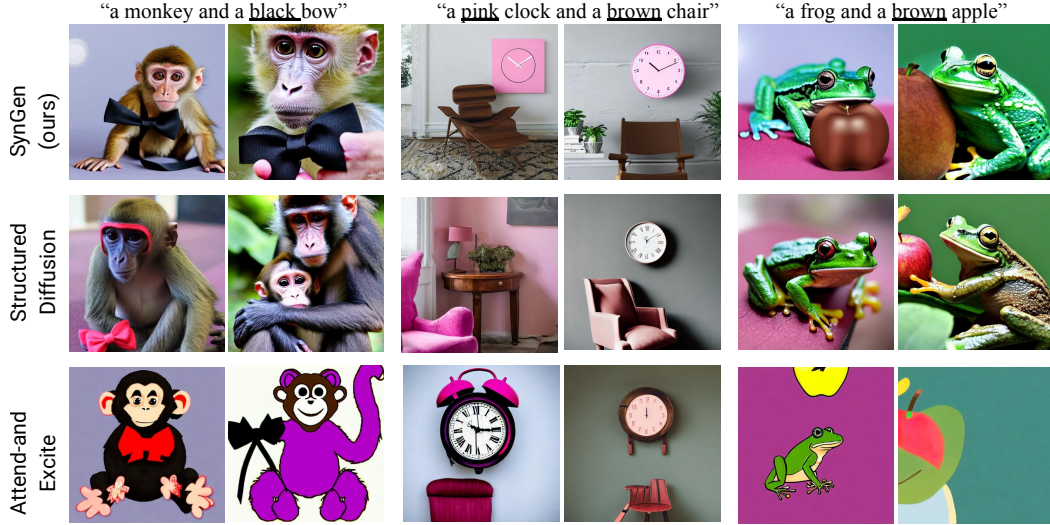 “a monkey and a black bow”
“a pink clock and a brown chair”
“a frog and a brown apple”
SynGen
(ours)
Structured
Diffusion
Attend-and
Excite